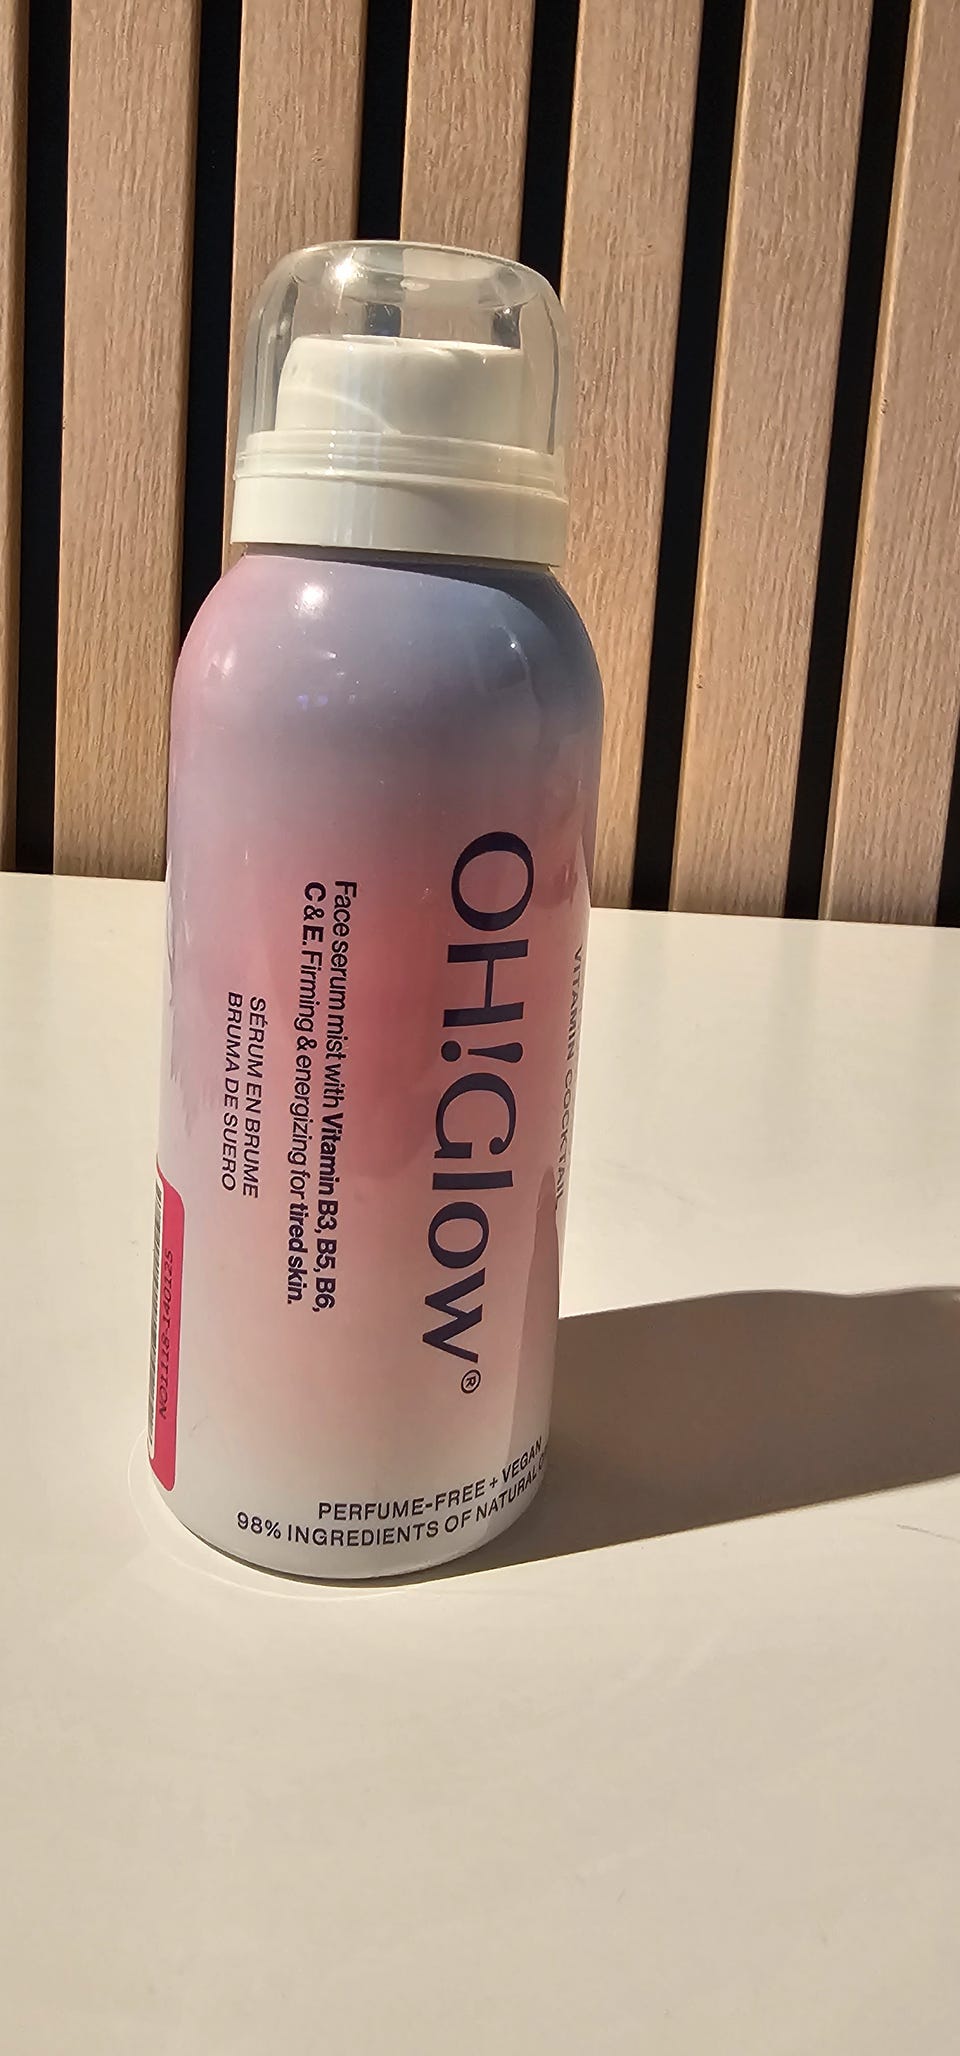 VITAMIN COCKTAIL
OH!Glow®
Face serum mist with Vitamin B3, B5, B6,
C & E. Firming & energizing for tired skin.
SÉRUM EN BRUME
BRUMA DE SUERO
PERFUME-FREE + VEGAN
98% INGREDIENTS OF NATURAL